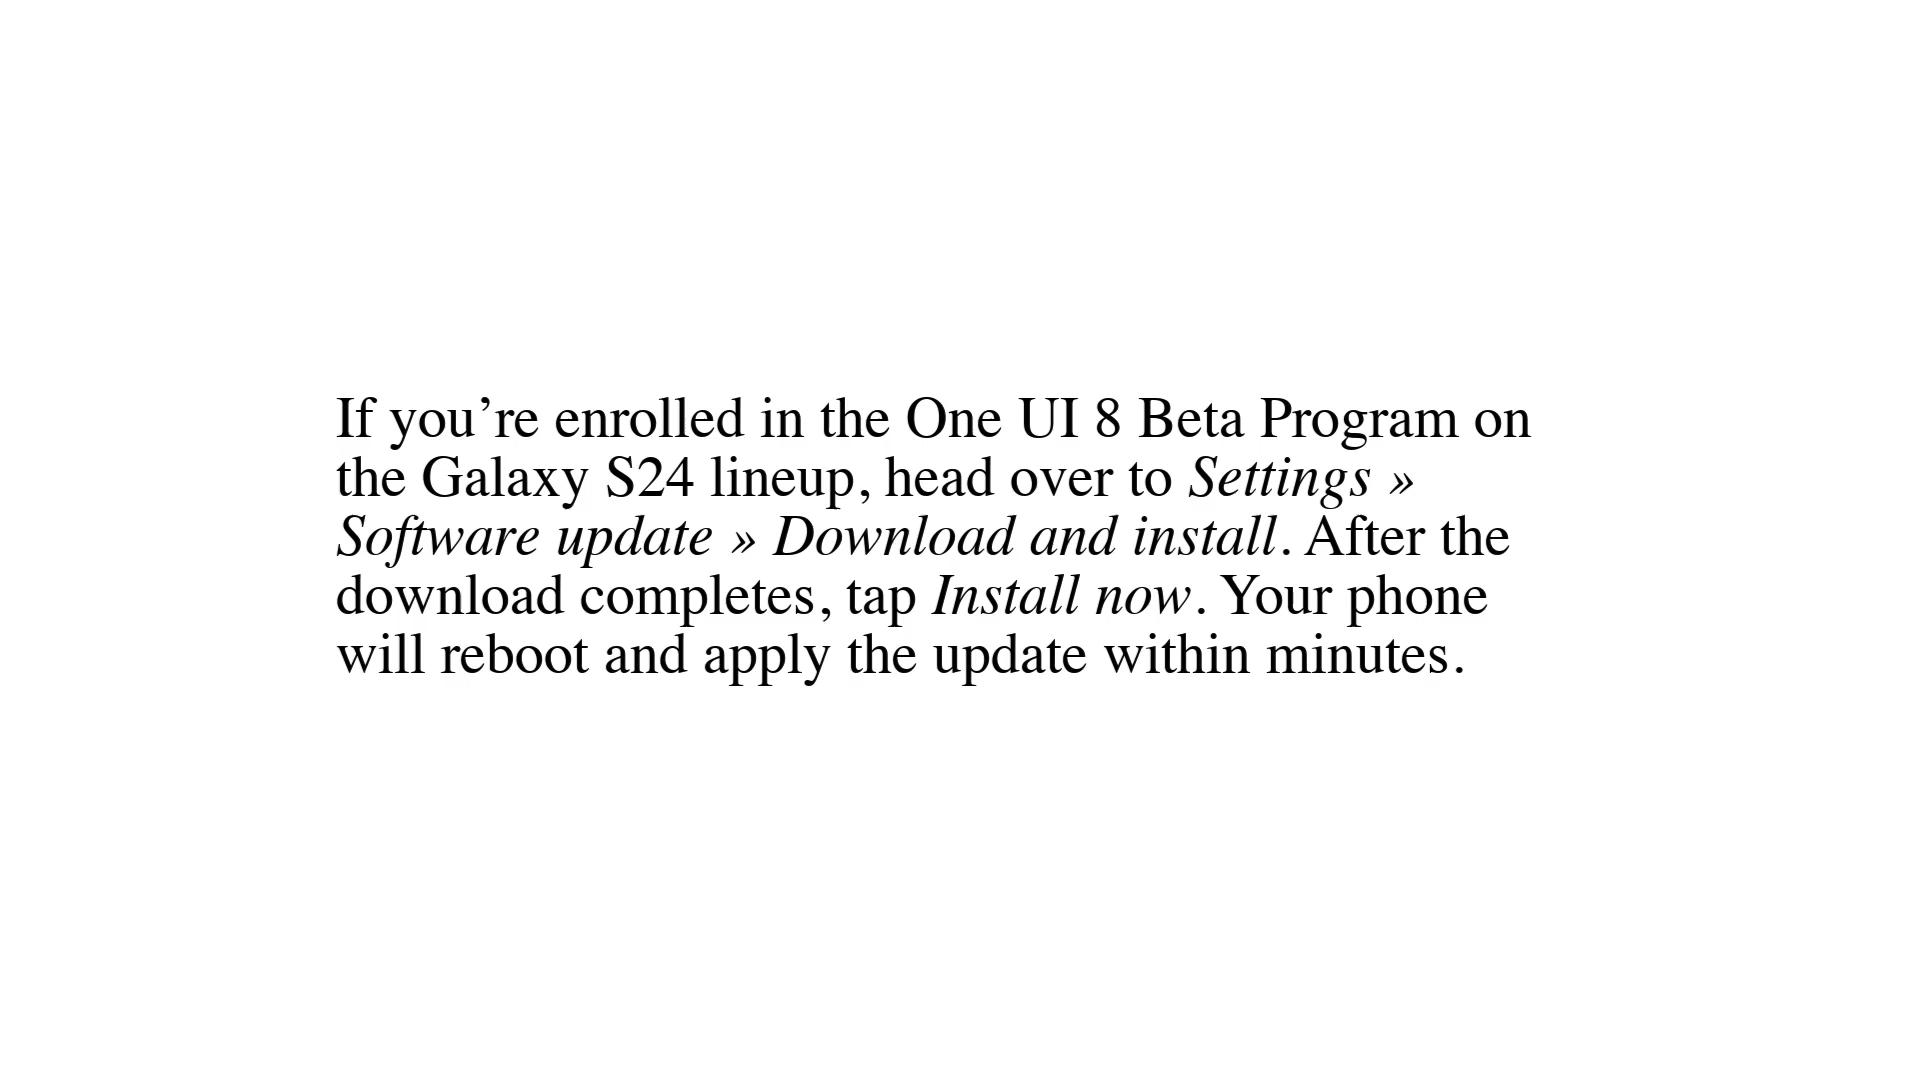 If you’re enrolled in the One UI 8 Beta Program on
the Galaxy S24 lineup, head over to Settings »
Software update » Download and install. After the
download completes, tap Install now. Your phone
will reboot and apply the update within minutes.